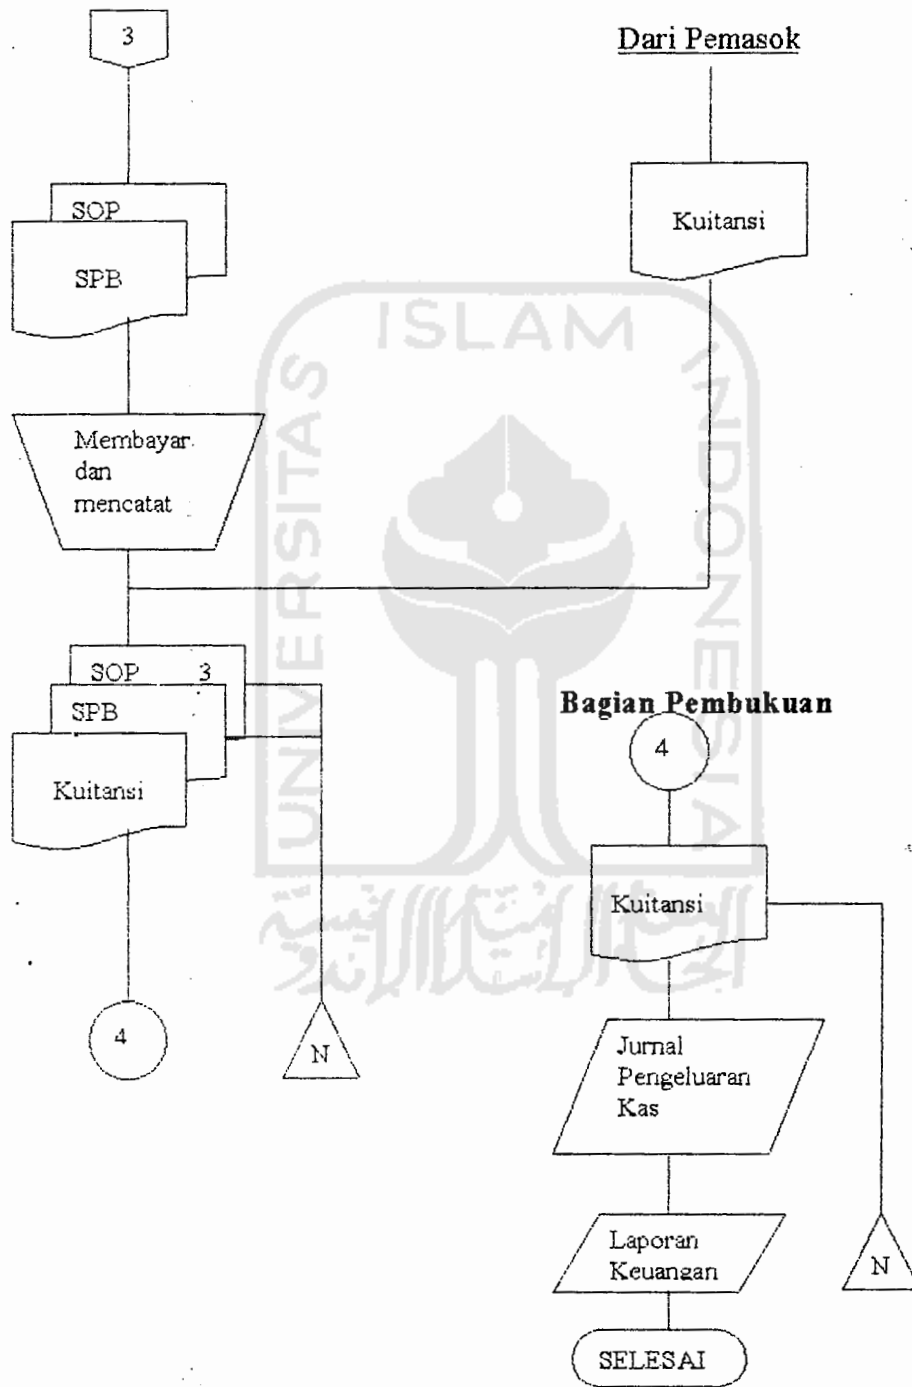 3
Dari Pemasok
SOP
SPB
Kuitansi
Membayar
dan
mencatat
SOP 3
SPB
Kuitansi
4
N
Bagian Pembukuan
4
Kuitansi
Jurnal
Pengeluaran
Kas
Laporan
Keuangan
N
SELESAI
UNIVERSITAS
ISLAM
INDONESIA